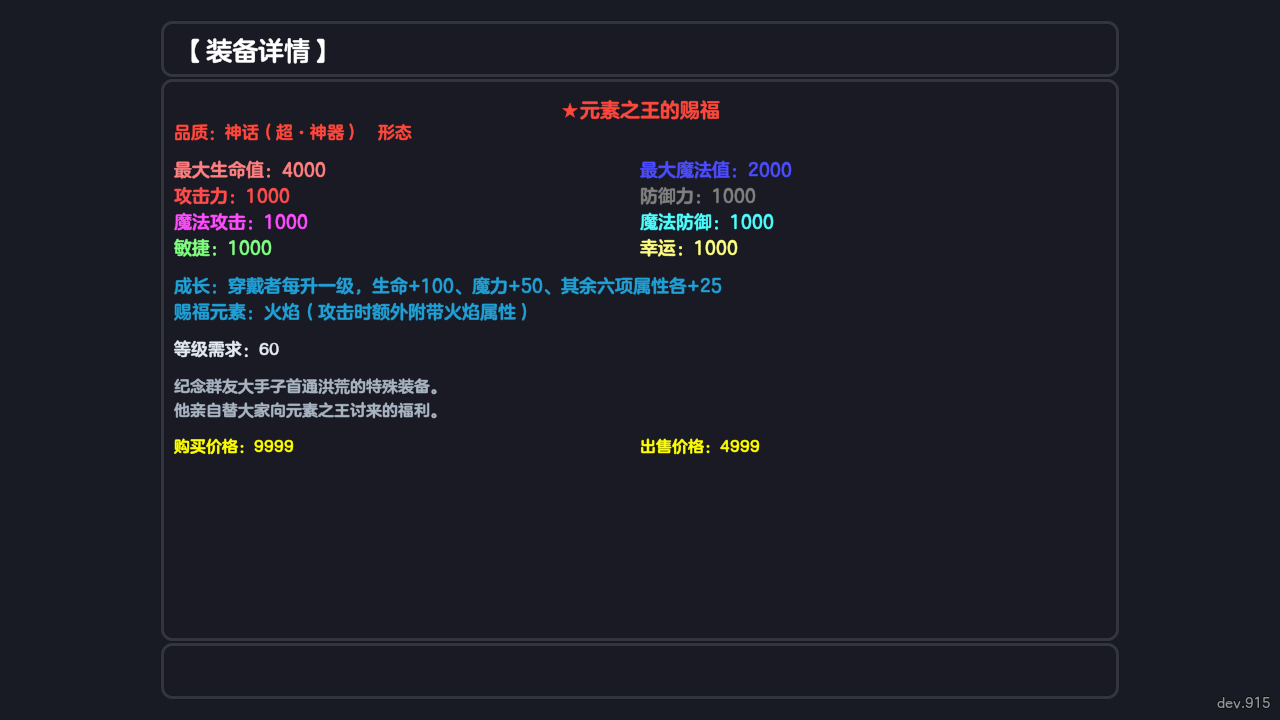 【装备详情】
★元素之王的赐福
品质：神话（超·神器） 形态
最大生命值：4000 最大魔法值：2000
攻击力：1000 防御力：1000
魔法攻击：1000 魔法防御：1000
敏捷：1000 幸运：1000
成长：穿戴者每升一级，生命+100、魔力+50、其余六项属性各+25
赐福元素：火焰（攻击时额外附带火焰属性）
等级需求：60
纪念群友大手子首通洪荒的特殊装备。
他亲自替大家向元素之王讨来的福利。
购买价格：9999 出售价格：4999
dev.915